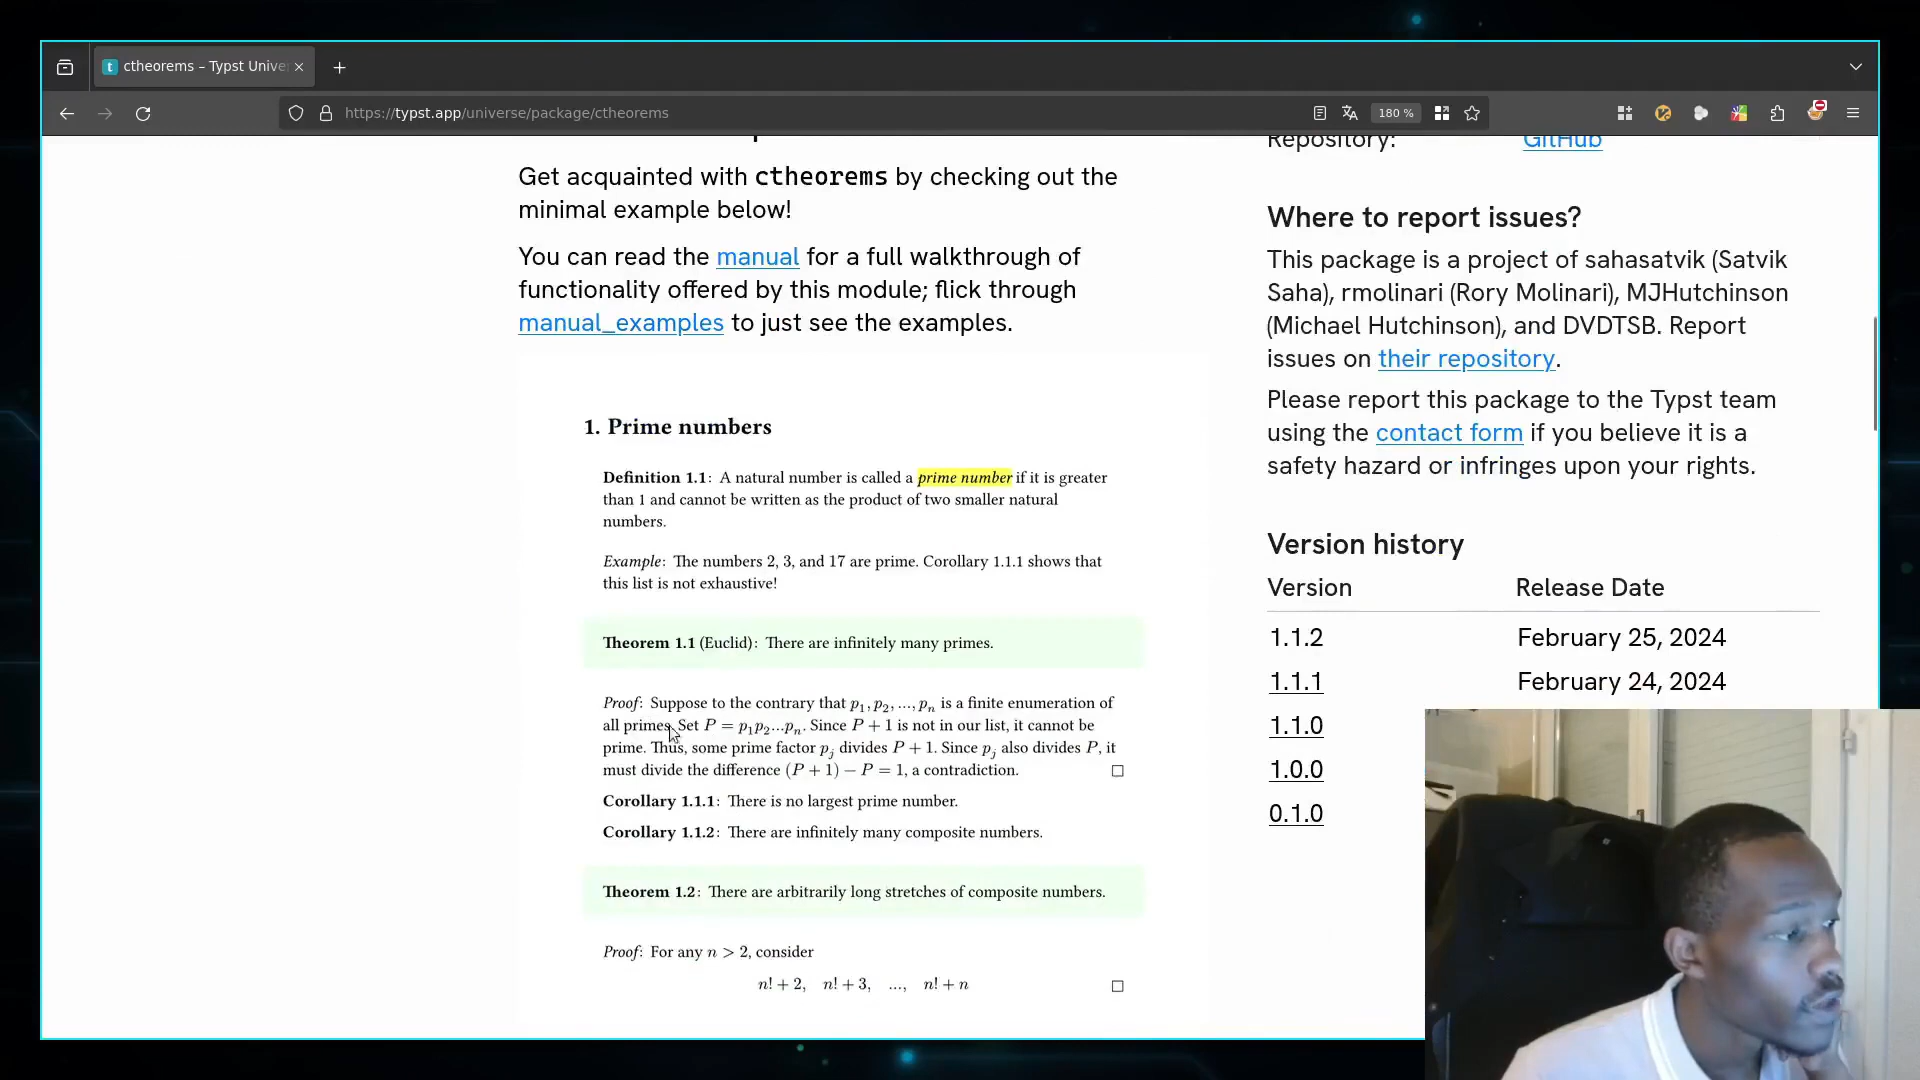 ctheorems – Typst Unive
https://typst.app/universe/package/ctheorems
180 %
Get acquainted with ctheorems by checking out the
minimal example below!
You can read the manual for a full walkthrough of
functionality offered by this module; flick through
manual_examples to just see the examples.
1. Prime numbers
Definition 1.1: A natural number is called a prime number if it is greater
than 1 and cannot be written as the product of two smaller natural
numbers.
Example: The numbers 2, 3, and 17 are prime. Corollary 1.1.1 shows that
this list is not exhaustive!
Theorem 1.1 (Euclid): There are infinitely many primes.
Proof: Suppose to the contrary that p₁, p₂, ..., pₙ is a finite enumeration of
all primes. Set P = p₁p₂...pₙ. Since P + 1 is not in our list, it cannot be
prime. Thus, some prime factor pⱼ divides P + 1. Since pⱼ also divides P, it
must divide the difference (P + 1) − P = 1, a contradiction. □
Corollary 1.1.1: There is no largest prime number.
Corollary 1.1.2: There are infinitely many composite numbers.
Theorem 1.2: There are arbitrarily long stretches of composite numbers.
Proof: For any n > 2, consider
n! + 2, n! + 3, ..., n! + n □
Repository: GitHub
Where to report issues?
This package is a project of sahasatvik (Satvik
Saha), rmolinari (Rory Molinari), MJHutchinson
(Michael Hutchinson), and DVDTSB. Report
issues on their repository.
Please report this package to the Typst team
using the contact form if you believe it is a
safety hazard or infringes upon your rights.
Version history
Version Release Date
1.1.2 February 25, 2024
1.1.1 February 24, 2024
1.1.0
1.0.0
0.1.0